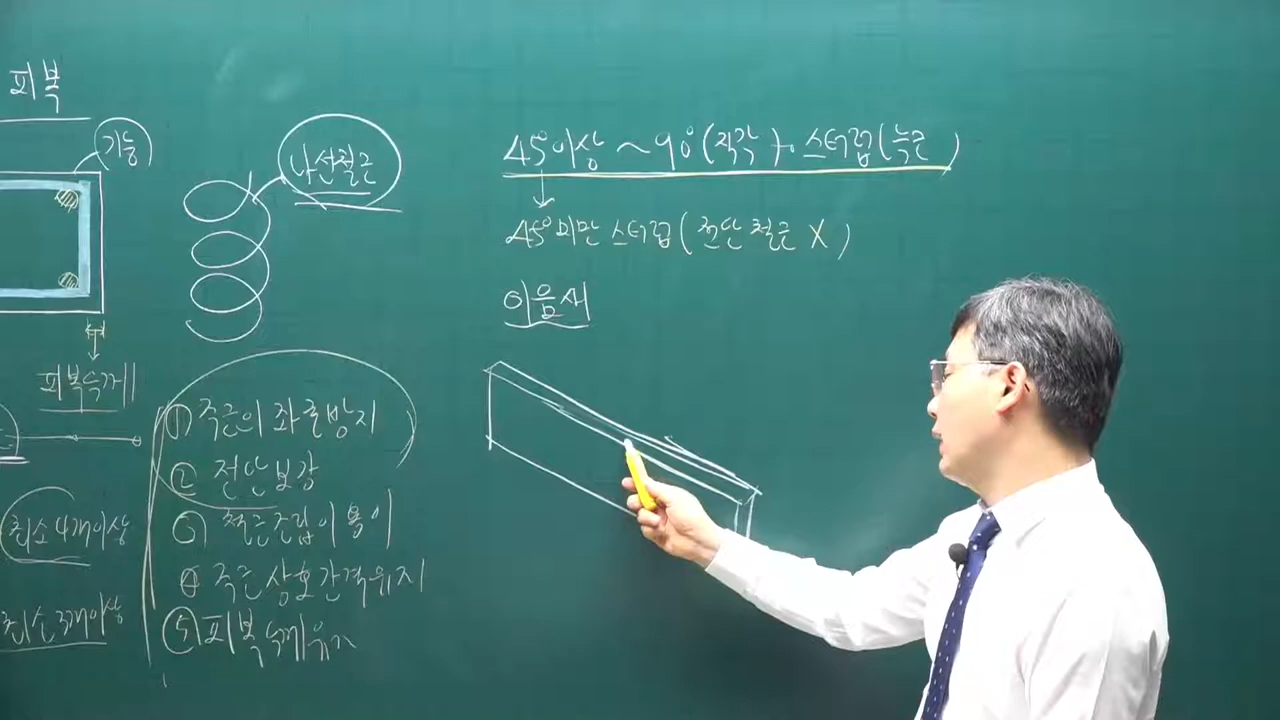 피복
기능
나선철근
피복두께
최소 4개이상
최소 3개이상
① 주근의 좌굴방지
② 전단보강
③ 철근조립이 용이
④ 주근 상호간격유지
⑤ 피복두께유지
45°이상 ~ 90°(직각). 스터럽(늑근)
45°미만 스터럽(전단철근 X)
이음새